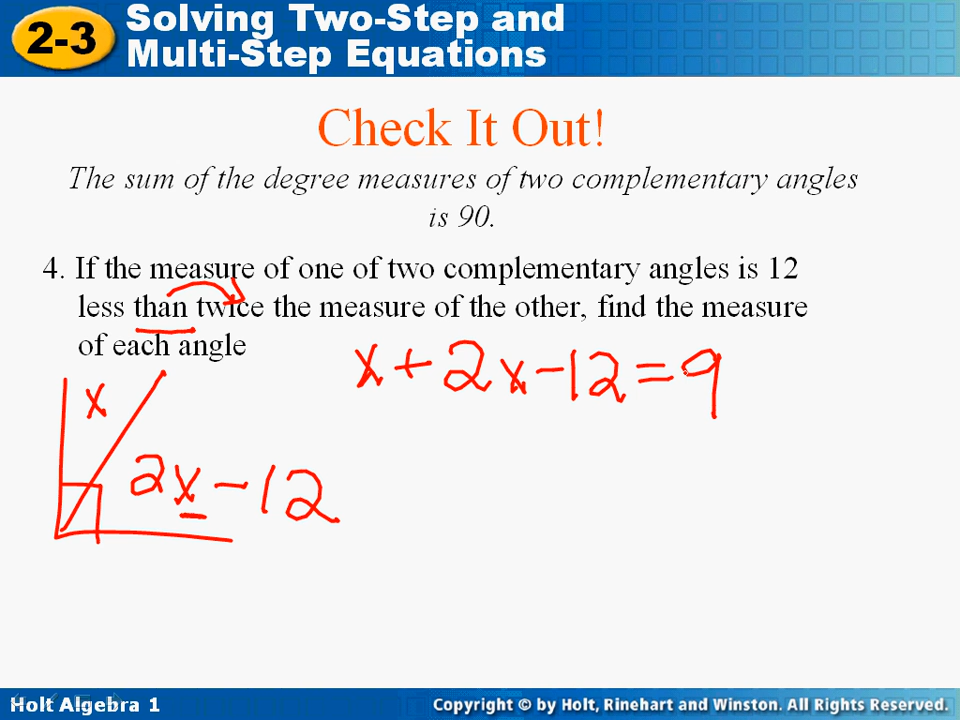 2-3
Solving Two-Step and
Multi-Step Equations
Check It Out!
The sum of the degree measures of two complementary angles
is 90.
4. If the measure of one of two complementary angles is 12
less than twice the measure of the other, find the measure
of each angle
x+2x-12=9
x
2x-12
Holt Algebra 1
Copyright © by Holt, Rinehart and Winston. All Rights Reserved.